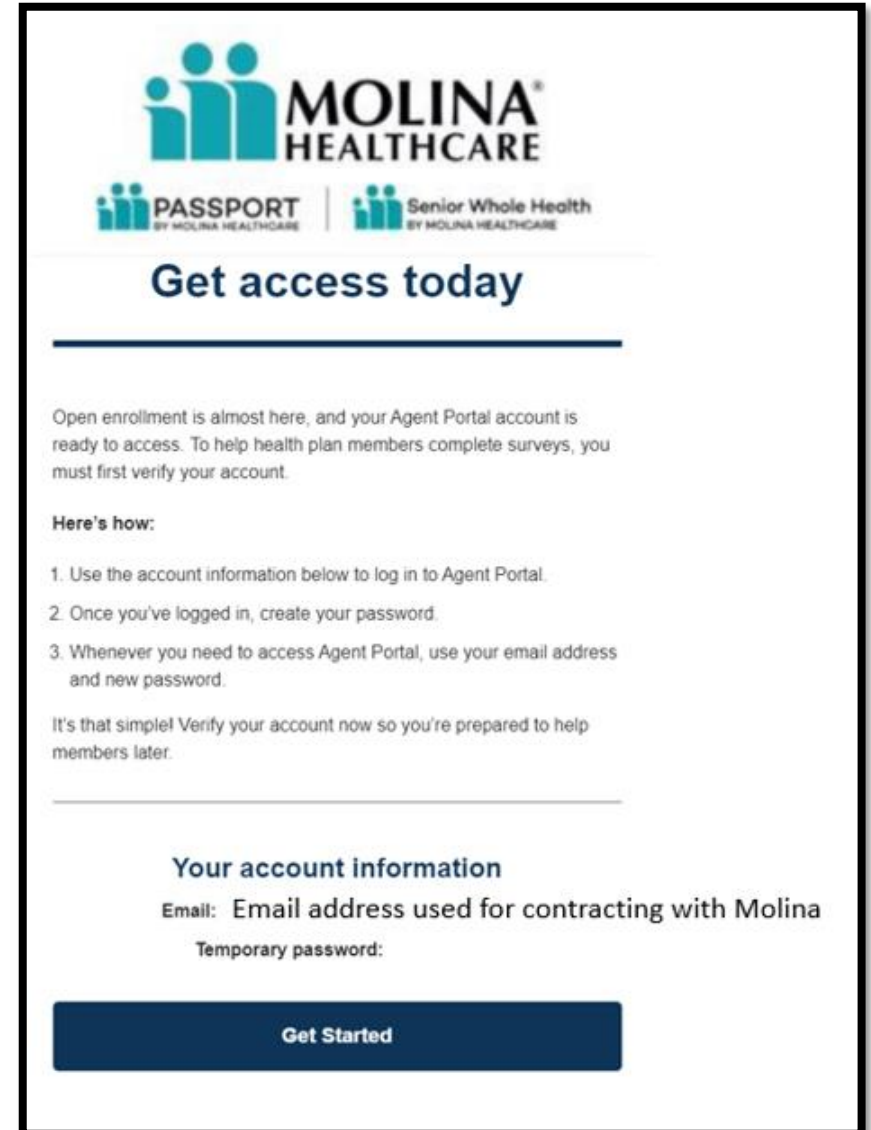 MOLINA®
HEALTHCARE
PASSPORT
BY MOLINA HEALTHCARE
Senior Whole Health
BY MOLINA HEALTHCARE
Get access today
Open enrollment is almost here, and your Agent Portal account is
ready to access. To help health plan members complete surveys, you
must first verify your account.
Here's how:
1. Use the account information below to log in to Agent Portal.
2. Once you've logged in, create your password.
3. Whenever you need to access Agent Portal, use your email address
and new password.
It's that simple! Verify your account now so you're prepared to help
members later.
Your account information
Email: Email address used for contracting with Molina
Temporary password:
Get Started